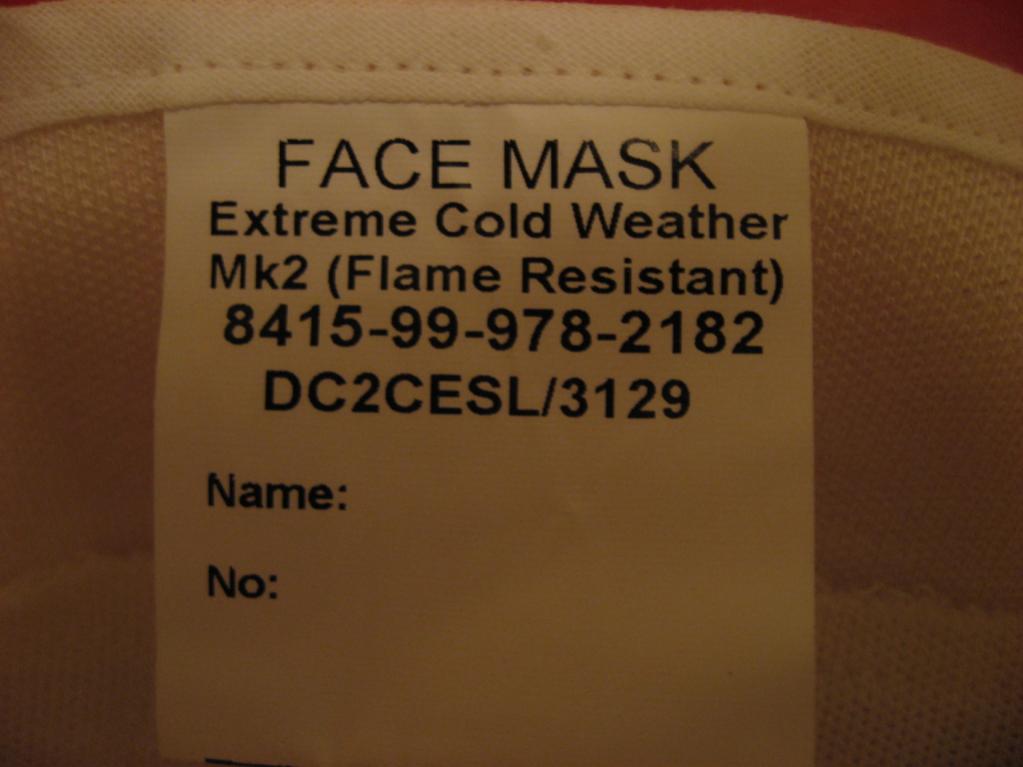 FACE MASK
Extreme Cold Weather
Mk2 (Flame Resistant)
8415-99-978-2182
DC2CESL/3129
Name:
No: